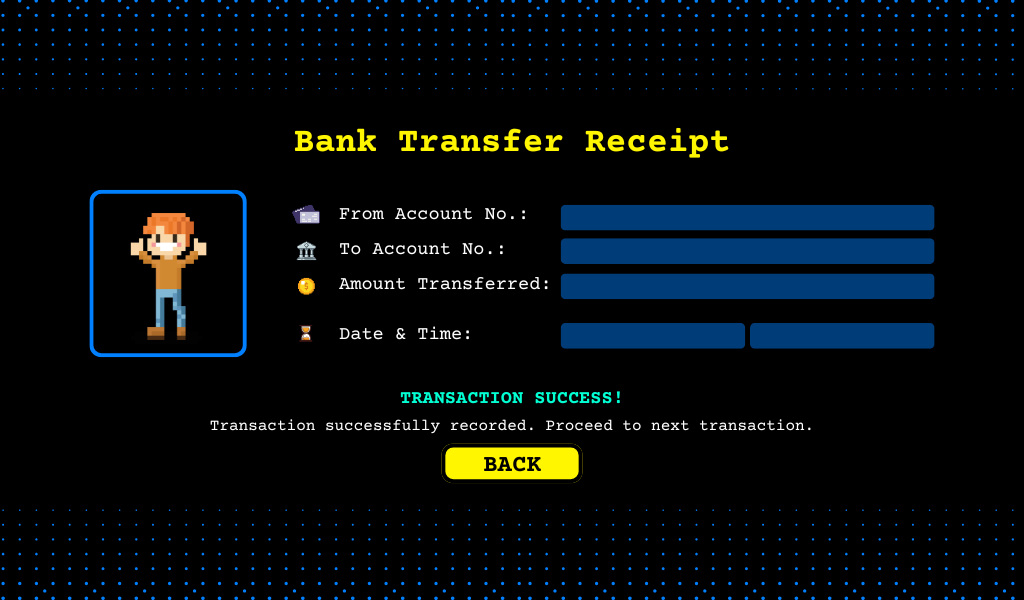 Bank Transfer Receipt
From Account No.:
To Account No.:
Amount Transferred:
Date & Time:
TRANSACTION SUCCESS!
Transaction successfully recorded. Proceed to next transaction.
BACK